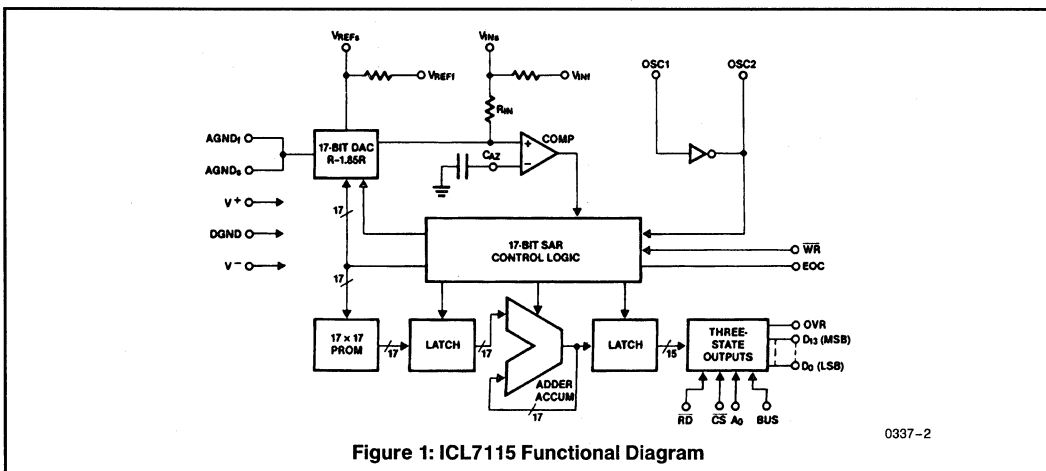 VREFs
VINs
OSC1
OSC2
VREFf
VINf
RIN
AGNDf
AGNDs
17-BIT DAC
R-1.85R
COMP
+
−
CAZ
V+
DGND
V−
17
17
17-BIT SAR
CONTROL LOGIC
WR
EOC
17 × 17
PROM
17
LATCH
17
ADDER
ACCUM
17
LATCH
15
THREE-
STATE
OUTPUTS
OVR
D13 (MSB)
D0 (LSB)
RD
CS
A0
BUS
0337-2
Figure 1: ICL7115 Functional Diagram